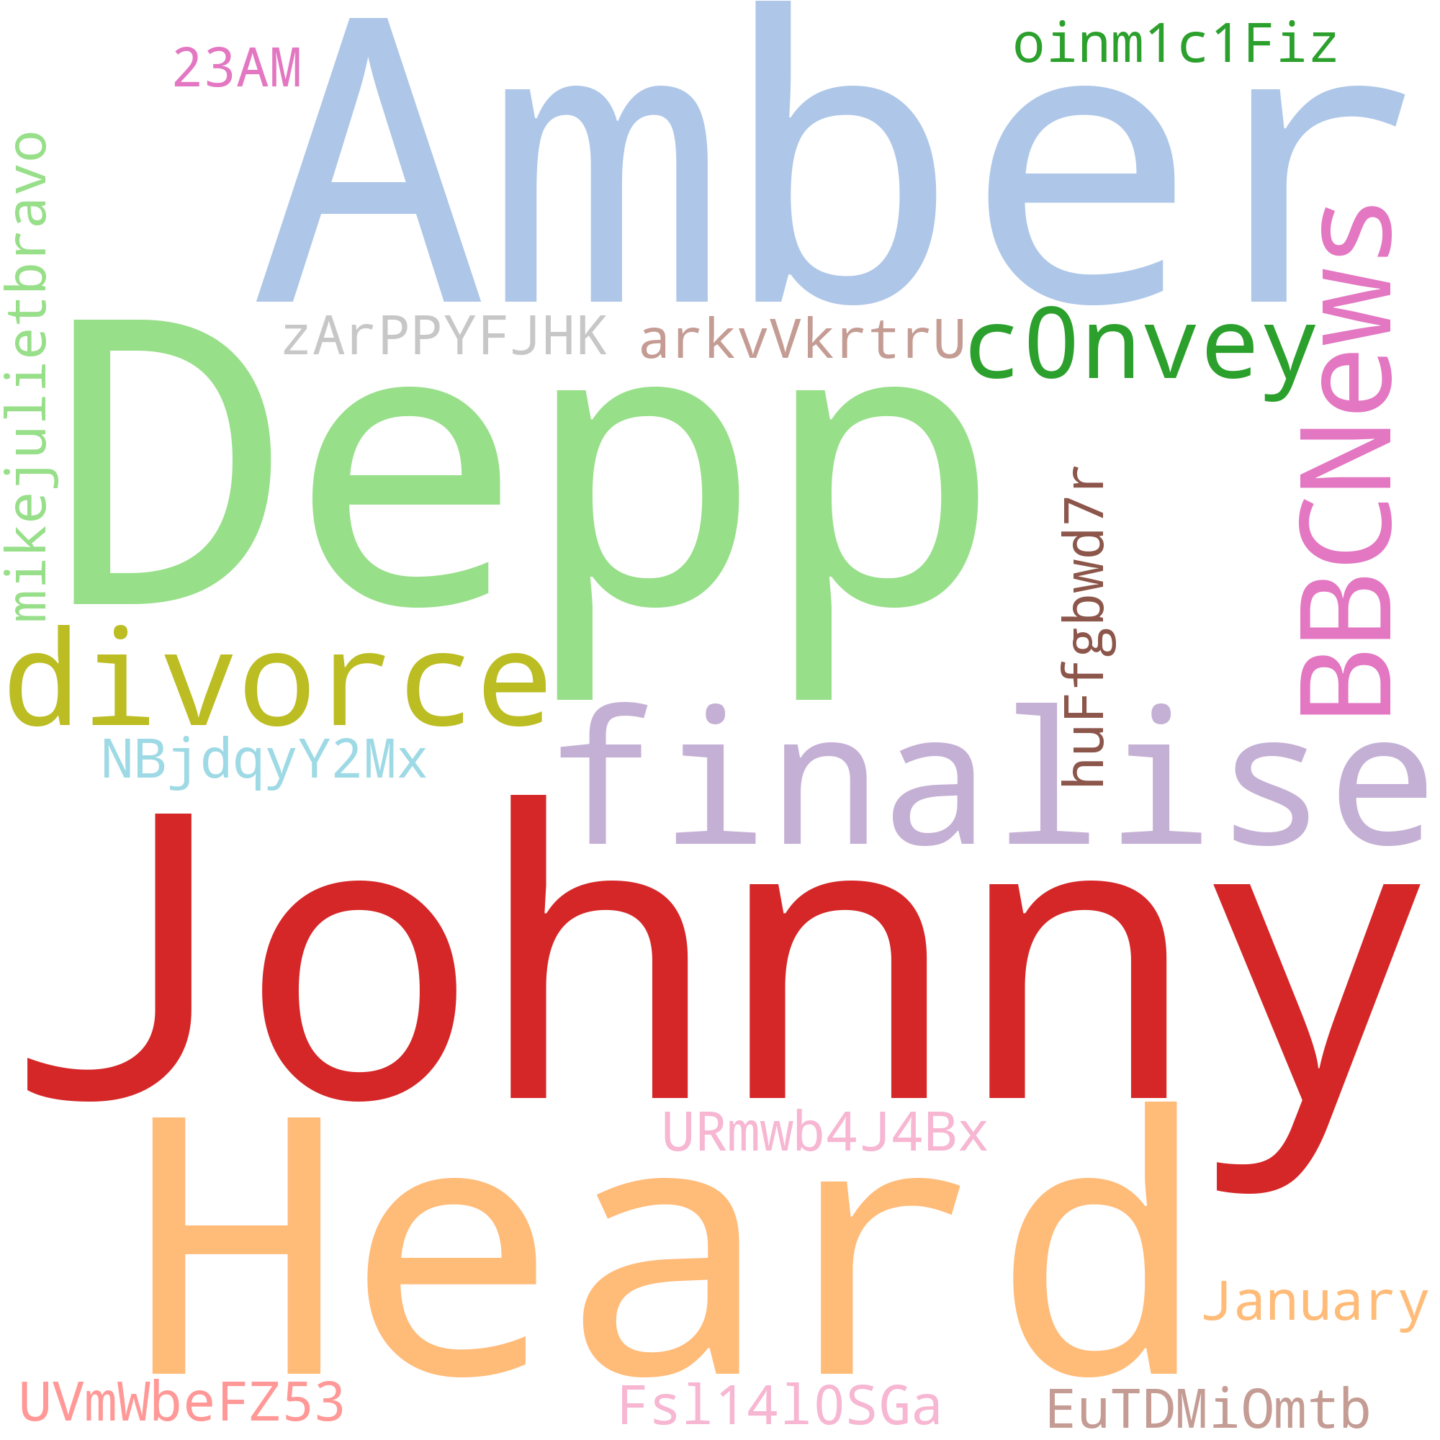 23AM
Amber
oinm1c1Fiz
mikejulietbravo
zArPPYFJHK
arkvVkrtrU
c0nvey
BBCNews
Depp
huFfgbwd7r
divorce
NBjdqyY2Mx
finalise
Johnny
URmwb4J4Bx
Heard
January
UVmWbeFZ53
Fsl14l0SGa
EuTDMiOmtb